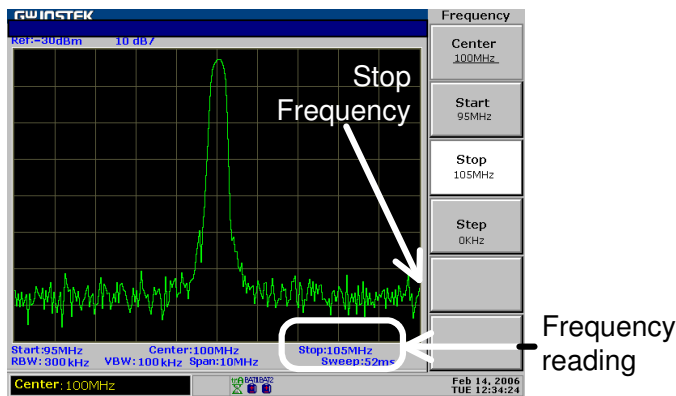 GWINSTEK
Frequency
Ref:-30dBm 10 dB/
Center
100MHz
Start
95MHz
Stop
105MHz
Step
0KHz
Stop
Frequency
Start:95MHz Center:100MHz Stop:105MHz
RBW: 300 kHz VBW: 100 kHz Span:10MHz Sweep:52ms
Frequency
reading
Center: 100MHz
BAT1 BAT2
Feb 14, 2006
TUE 12:34:24